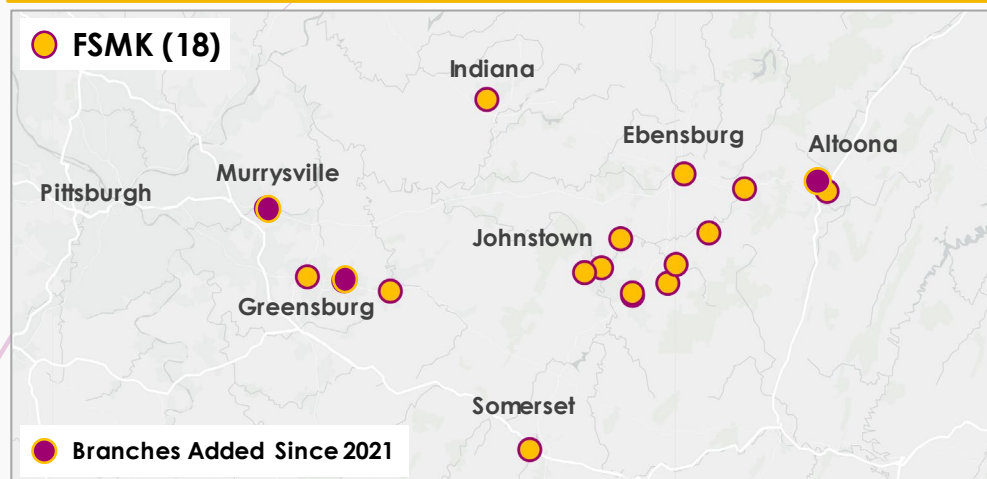 FSMK (18)
Indiana
Ebensburg
Altoona
Murrysville
Pittsburgh
Johnstown
Greensburg
Somerset
Branches Added Since 2021